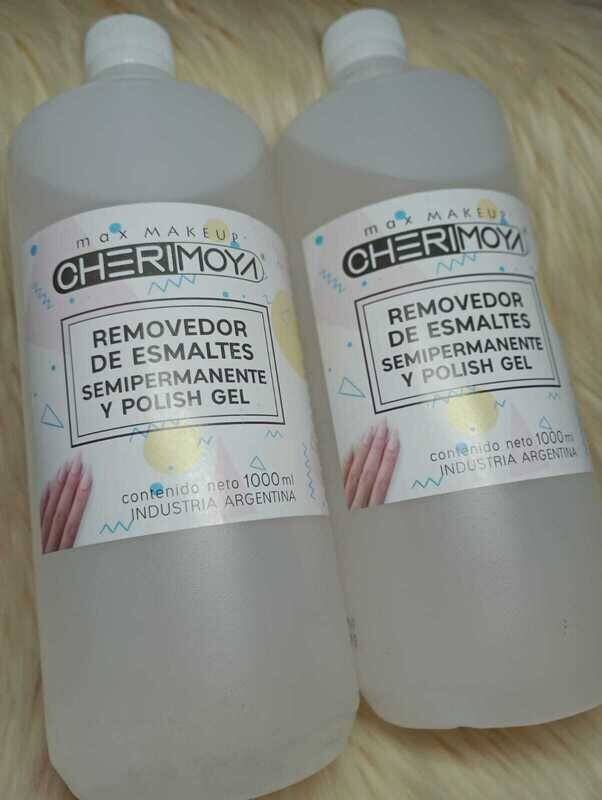 max MAKEUP
CHERIMOYA®
REMOVEDOR
DE ESMALTES
SEMIPERMANENTE
Y POLISH GEL
contenido neto 1000ml
INDUSTRIA ARGENTINA
max MAKEUP
CHERIMOYA
REMOVEDOR
DE ESMALTES
SEMIPERMANENTE
Y POLISH GEL
contenido neto 1000ml
INDUSTRIA ARGENTINA